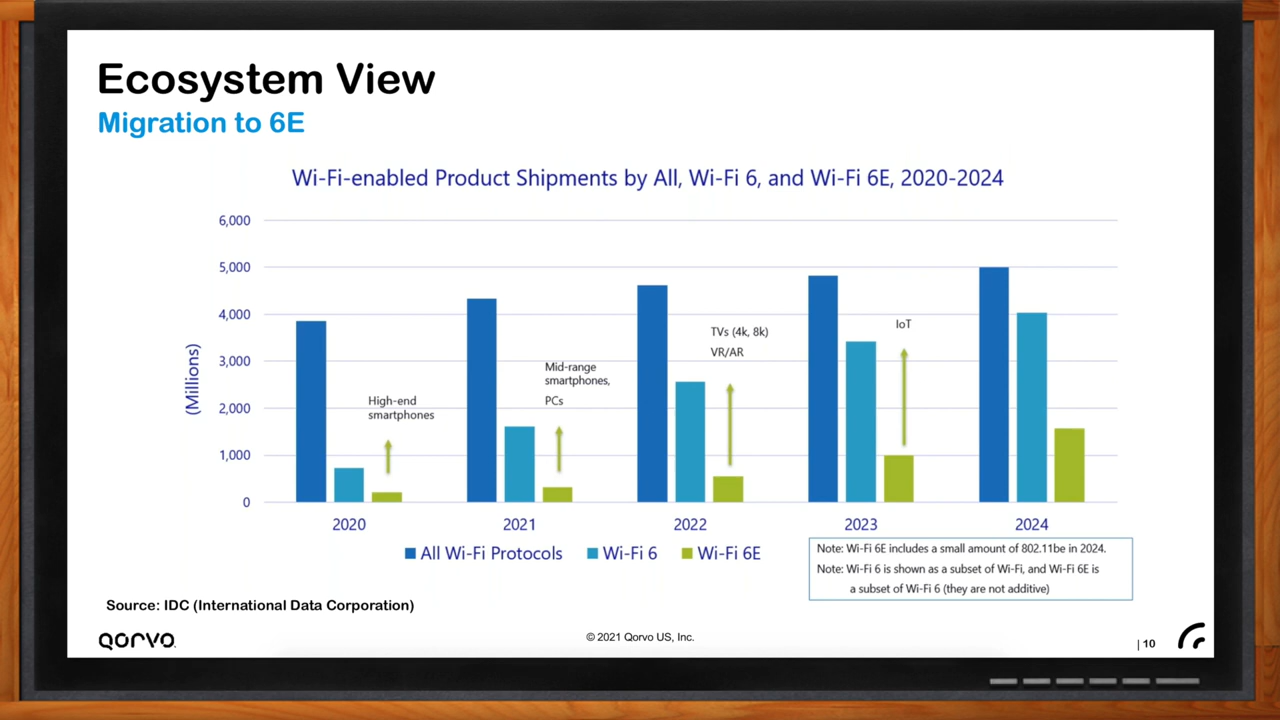 Ecosystem View
Migration to 6E
Wi-Fi-enabled Product Shipments by All, Wi-Fi 6, and Wi-Fi 6E, 2020-2024
(Millions)
6,000
5,000
4,000
3,000
2,000
1,000
0
High-end
smartphones
Mid-range
smartphones,
PCs
TVs (4k, 8k)
VR/AR
IoT
2020
2021
2022
2023
2024
All Wi-Fi Protocols
Wi-Fi 6
Wi-Fi 6E
Note: Wi-Fi 6E includes a small amount of 802.11be in 2024.
Note: Wi-Fi 6 is shown as a subset of Wi-Fi, and Wi-Fi 6E is
a subset of Wi-Fi 6 (they are not additive)
Source: IDC (International Data Corporation)
QORVO
© 2021 Qorvo US, Inc.
| 10